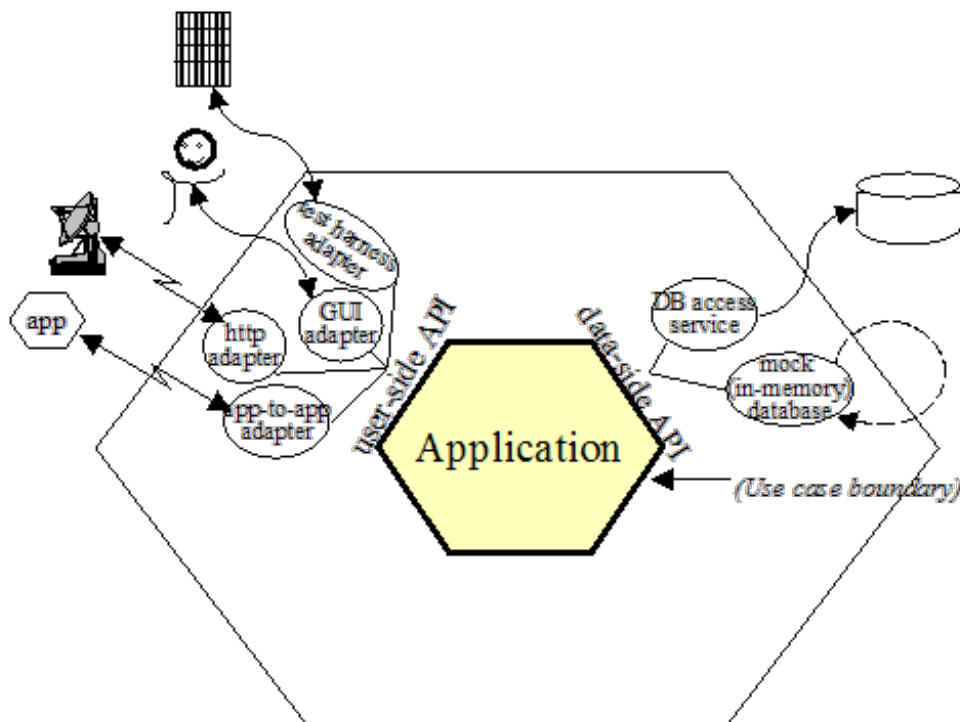 test harness
adapter
GUI
adapter
http
adapter
app
app-to-app
adapter
user-side API
data-side API
Application
DB access
service
mock
(in-memory)
database
(Use case boundary)